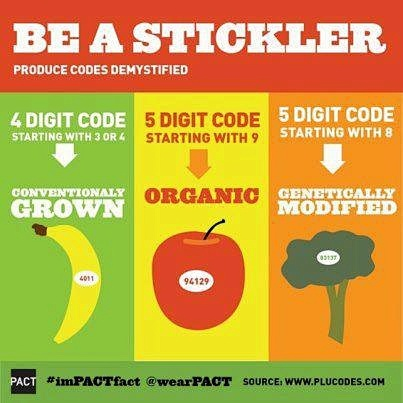 BE A STICKLER
PRODUCE CODES DEMYSTIFIED
4 DIGIT CODE
STARTING WITH 3 OR 4
CONVENTIONALY
GROWN
4011
5 DIGIT CODE
STARTING WITH 9
ORGANIC
94129
5 DIGIT CODE
STARTING WITH 8
GENETICALLY
MODIFIED
83137
PACT #imPACTfact @wearPACT SOURCE: WWW.PLUCODES.COM